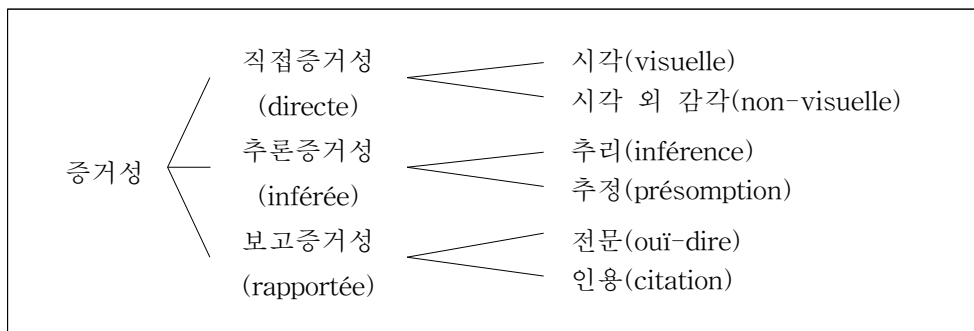 직접증거성
(directe)
시각(visuelle)
시각 외 감각(non-visuelle)
증거성
추론증거성
(inférée)
추리(inférence)
추정(présomption)
보고증거성
(rapportée)
전문(ouï-dire)
인용(citation)